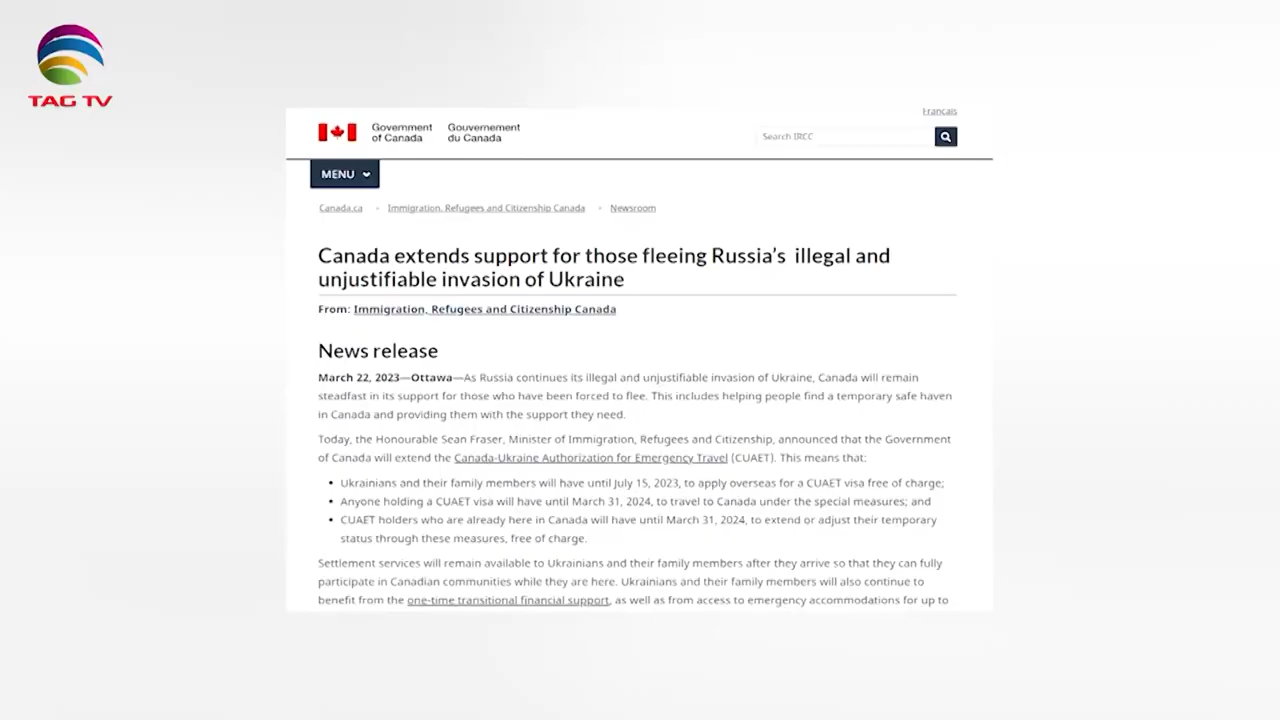 TAG TV
Français
Government of Canada
Gouvernement du Canada
Search IRCC
MENU
Canada.ca
Immigration, Refugees and Citizenship Canada
Newsroom
Canada extends support for those fleeing Russia's illegal and
unjustifiable invasion of Ukraine
From: Immigration, Refugees and Citizenship Canada
News release
March 22, 2023—Ottawa—As Russia continues its illegal and unjustifiable invasion of Ukraine, Canada will remain
steadfast in its support for those who have been forced to flee. This includes helping people find a temporary safe haven
in Canada and providing them with the support they need.
Today, the Honourable Sean Fraser, Minister of Immigration, Refugees and Citizenship, announced that the Government
of Canada will extend the Canada-Ukraine Authorization for Emergency Travel (CUAET). This means that:
• Ukrainians and their family members will have until July 15, 2023, to apply overseas for a CUAET visa free of charge;
• Anyone holding a CUAET visa will have until March 31, 2024, to travel to Canada under the special measures; and
• CUAET holders who are already here in Canada will have until March 31, 2024, to extend or adjust their temporary
status through these measures, free of charge.
Settlement services will remain available to Ukrainians and their family members after they arrive so that they can fully
participate in Canadian communities while they are here. Ukrainians and their family members will also continue to
benefit from the one-time transitional financial support, as well as from access to emergency accommodations for up to